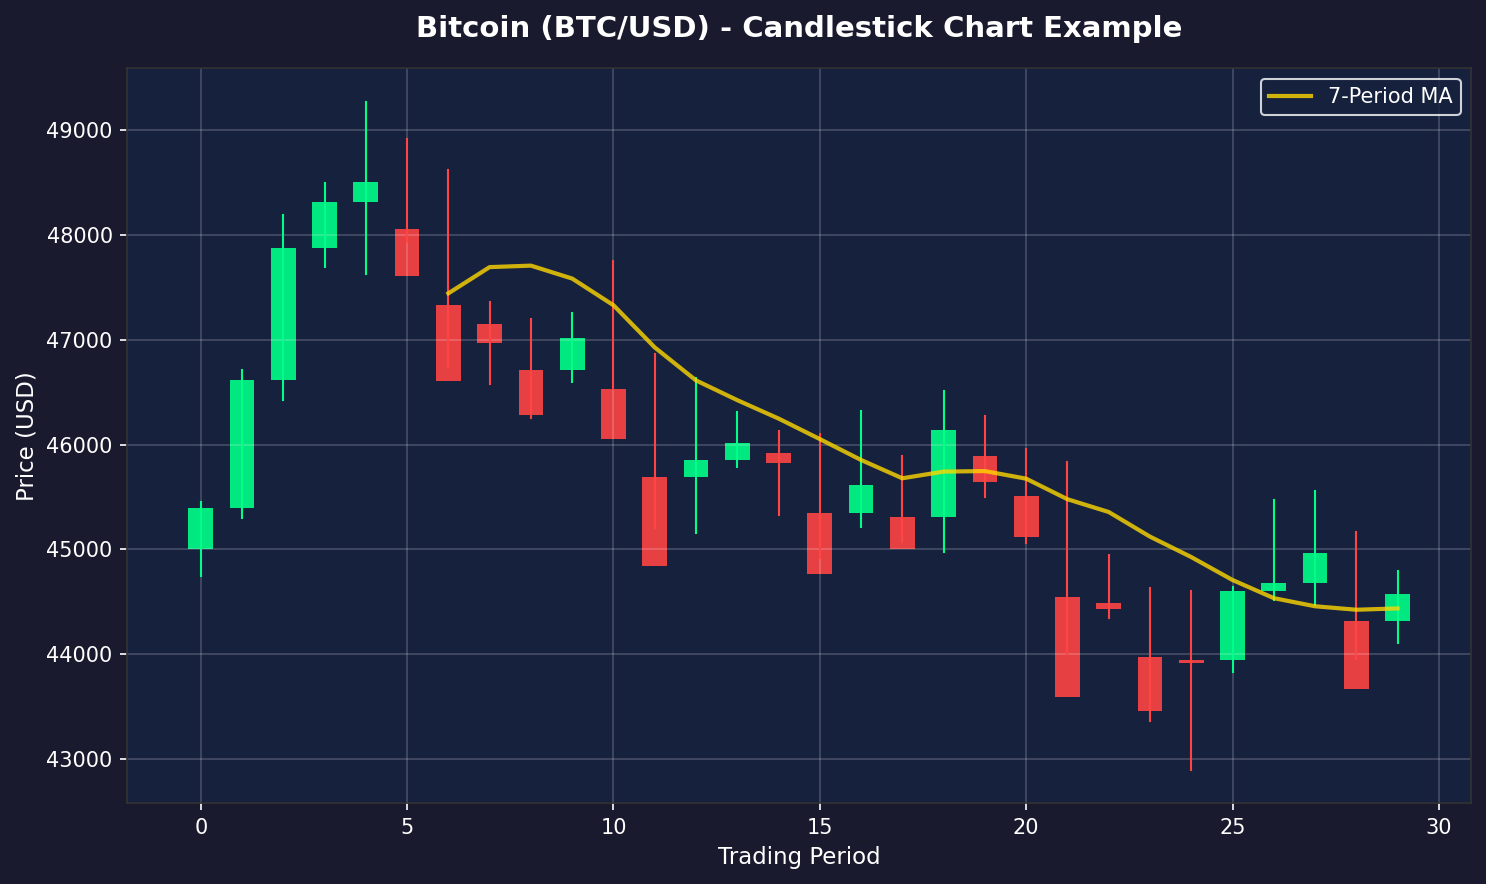 Bitcoin (BTC/USD) - Candlestick Chart Example
7-Period MA
Price (USD)
49000
48000
47000
46000
45000
44000
43000
0 5 10 15 20 25 30
Trading Period